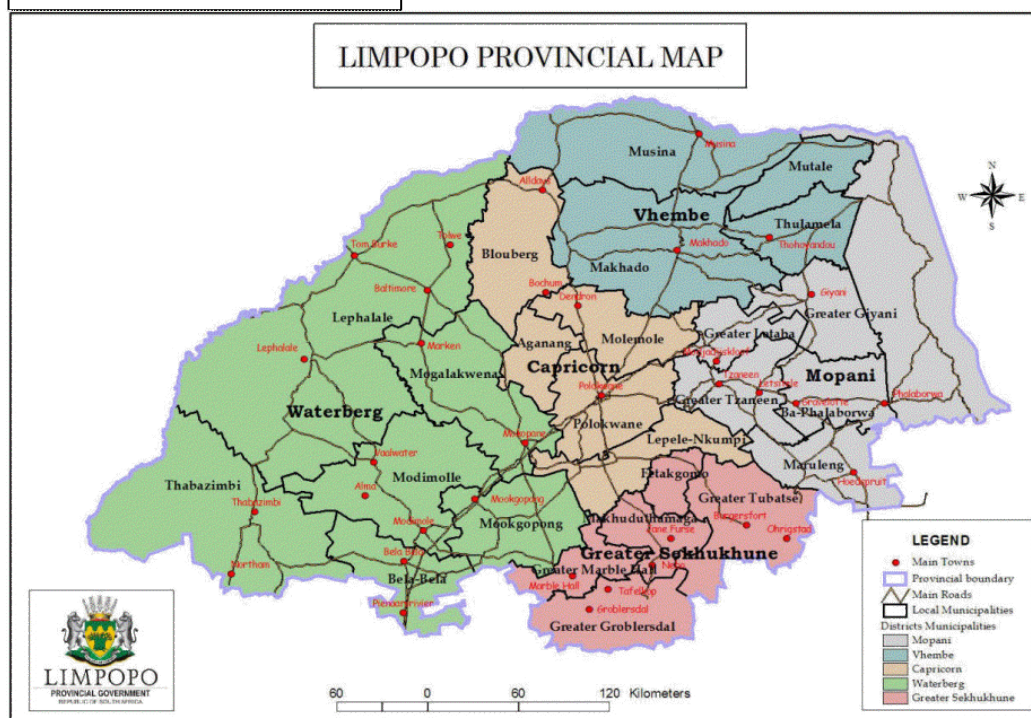 LIMPOPO PROVINCIAL MAP
Musina
Musina
Mutale
N
W E
S
Alldays
Vhembe
Thulamela
Thohoyandou
Tolwe
Tom Burke
Blouberg
Makhado
Makhado
Baltimore
Bochum
Dendron
Giyani
Greater Giyani
Lephalale
Molemole
Greater Letaba
Aganang
Marken
Lephalale
Mogalakwena
Capricorn
Tzaneen
Letsitele
Mopani
Polokwane
Greater Tzaneen
Gravelotte
Phalaborwa
Ba-Phalaborwa
Waterberg
Polokwane
Mokopane
Lepele-Nkumpi
Vaalwater
Modimolle
Maruleng
Hoedspruit
Fetakgomo
Thabazimbi
Alma
Mookgopong
Greater Tubatse
Thabazimbi
Burgersfort
Modimole
Mookgopong
Makhuduthamaga
Jane Furse
Ohrigstad
Bela Bela
Greater Sekhukhune
Northam
Bela-Bela
Greater Marble Hall
Nebo
Marble Hall
Tafelkop
Pienaarsrivier
Groblersdal
Greater Groblersdal
LEGEND
Main Towns
Provincial boundary
Main Roads
Local Municipalities
Districts Municipalities
Mopani
Vhembe
Capricorn
Waterberg
Greater Sekhukhune
LIMPOPO
PROVINCIAL GOVERNMENT
REPUBLIC OF SOUTH AFRICA
60 0 60 120 Kilometers